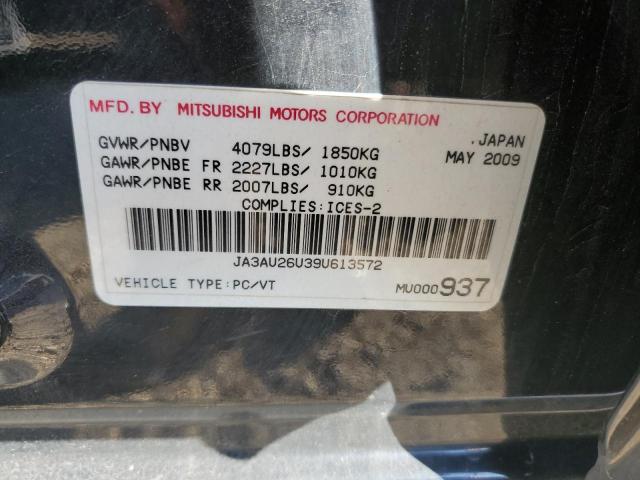 MFD. BY MITSUBISHI MOTORS CORPORATION
GVWR/PNBV 4079LBS/ 1850KG .JAPAN
GAWR/PNBE FR 2227LBS/ 1010KG MAY 2009
GAWR/PNBE RR 2007LBS/ 910KG
COMPLIES:ICES-2
JA3AU26U39U613572
VEHICLE TYPE:PC/VT MU000937